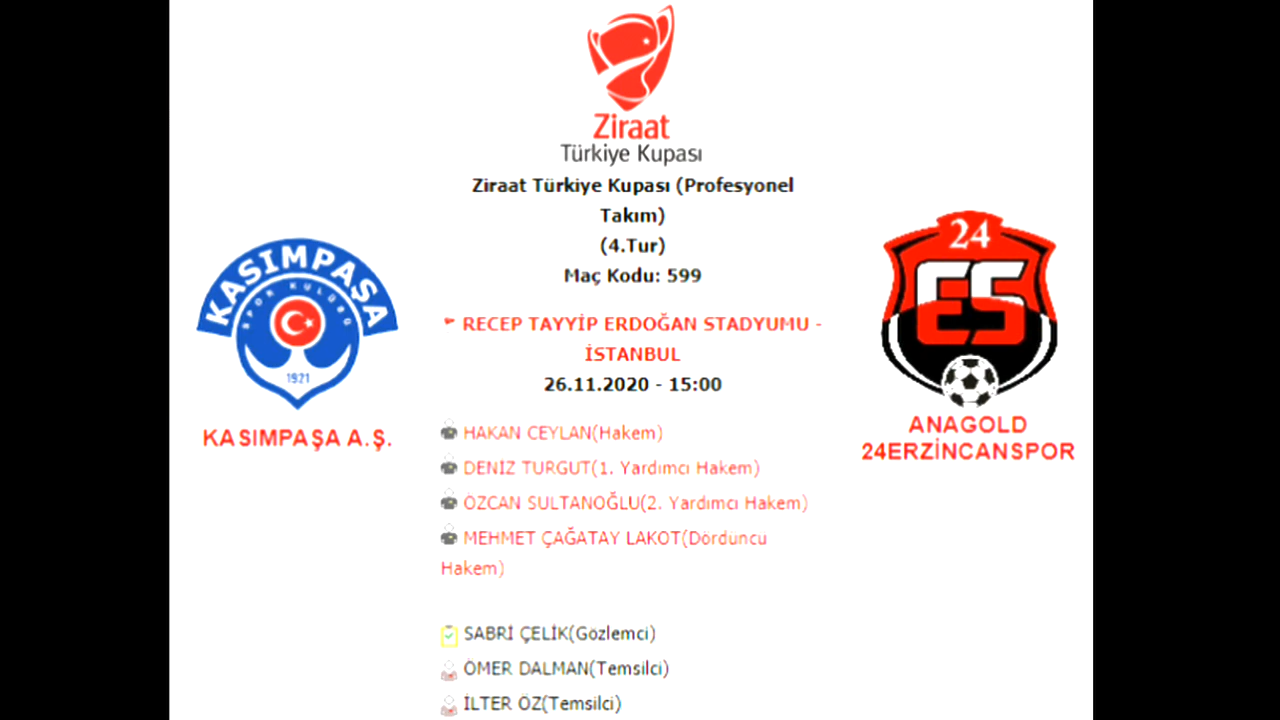 Ziraat
Türkiye Kupası
Ziraat Türkiye Kupası (Profesyonel
Takım)
(4.Tur)
Maç Kodu: 599
RECEP TAYYİP ERDOĞAN STADYUMU -
İSTANBUL
26.11.2020 - 15:00
KASIMPAŞA
SPOR KULÜBÜ
1921
KASIMPAŞA A.Ş.
24
ES
ANAGOLD
24ERZİNCANSPOR
HAKAN CEYLAN(Hakem)
DENİZ TURGUT(1. Yardımcı Hakem)
ÖZCAN SULTANOĞLU(2. Yardımcı Hakem)
MEHMET ÇAĞATAY LAKOT(Dördüncü
Hakem)
SABRİ ÇELİK(Gözlemci)
ÖMER DALMAN(Temsilci)
İLTER ÖZ(Temsilci)